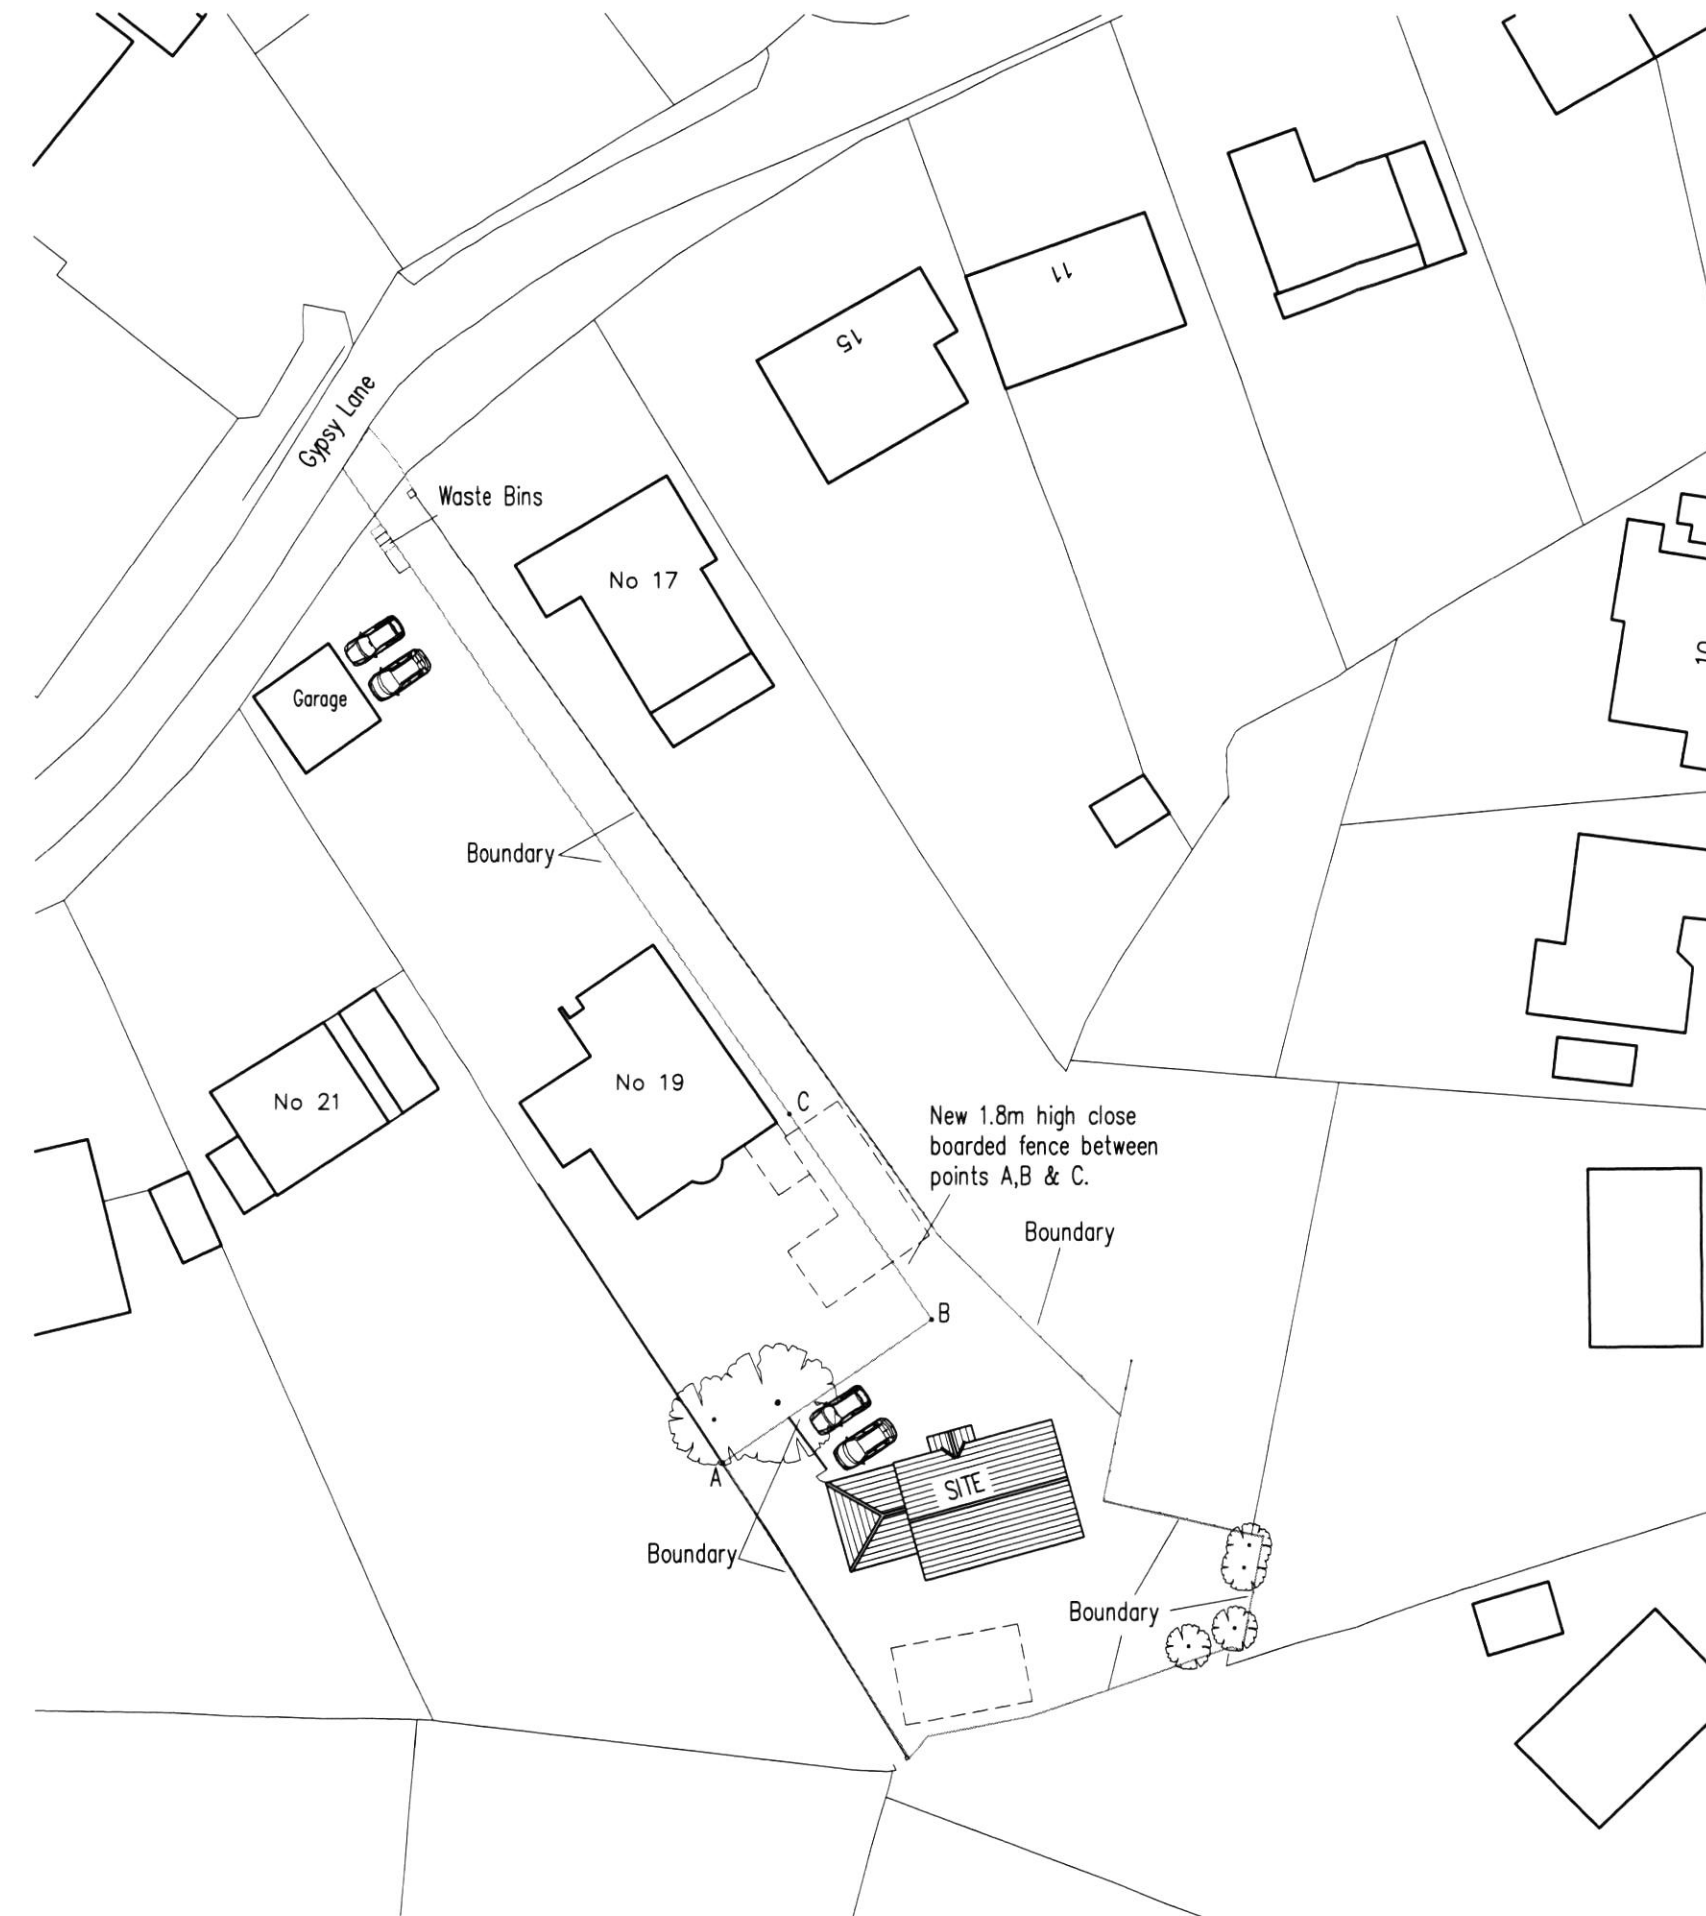 11
15
Gypsy Lane
Waste Bins
No 17
Garage
Boundary
No 19
No 21
C
New 1.8m high close
boarded fence between
points A,B & C.
Boundary
B
A
SITE
Boundary
Boundary